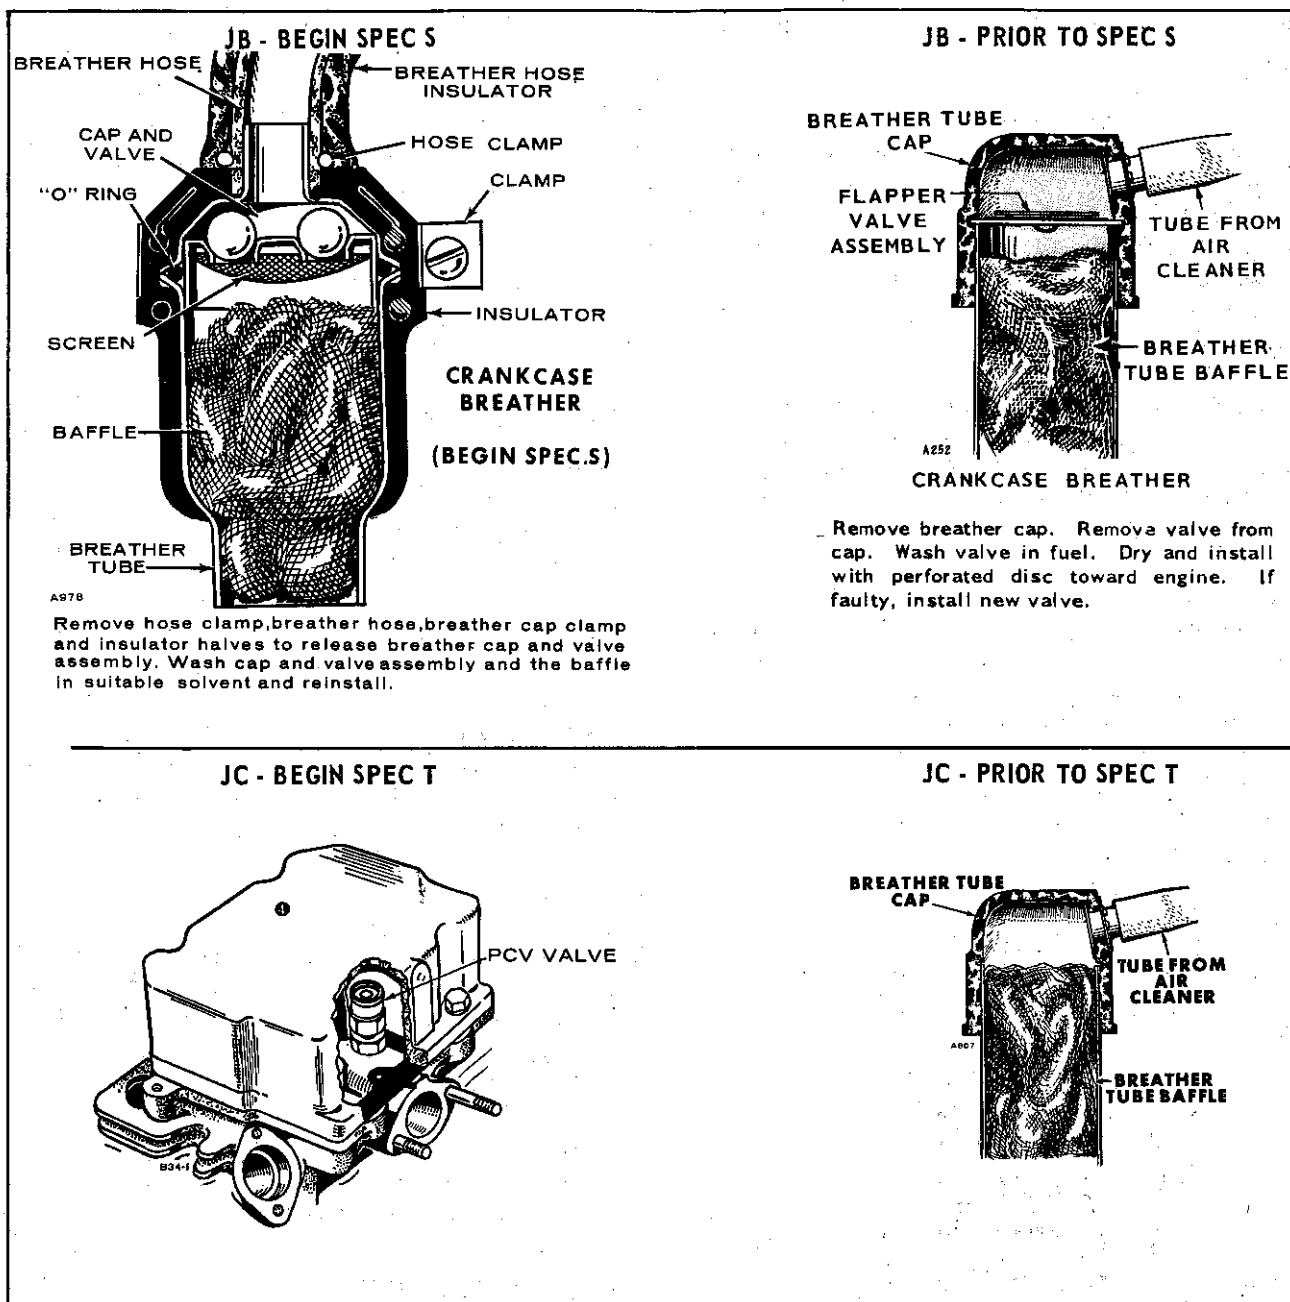 JB - BEGIN SPEC S
BREATHER HOSE
BREATHER HOSE
INSULATOR
CAP AND
VALVE
HOSE CLAMP
"O" RING
CLAMP
INSULATOR
SCREEN
CRANKCASE
BREATHER
(BEGIN SPEC.S)
BAFFLE
BREATHER
TUBE
A978
Remove hose clamp,breather hose,breather cap clamp
and insulator halves to release breather cap and valve
assembly. Wash cap and valve assembly and the baffle
in suitable solvent and reinstall.
JB - PRIOR TO SPEC S
BREATHER TUBE
CAP
FLAPPER
VALVE
ASSEMBLY
TUBE FROM
AIR
CLEANER
BREATHER
TUBE BAFFLE
A252
CRANKCASE BREATHER
Remove breather cap. Remove valve from
cap. Wash valve in fuel. Dry and install
with perforated disc toward engine. If
faulty, install new valve.
JC - BEGIN SPEC T
PCV VALVE
B34-1
JC - PRIOR TO SPEC T
BREATHER TUBE
CAP
TUBE FROM
AIR
CLEANER
A807
BREATHER
TUBE BAFFLE